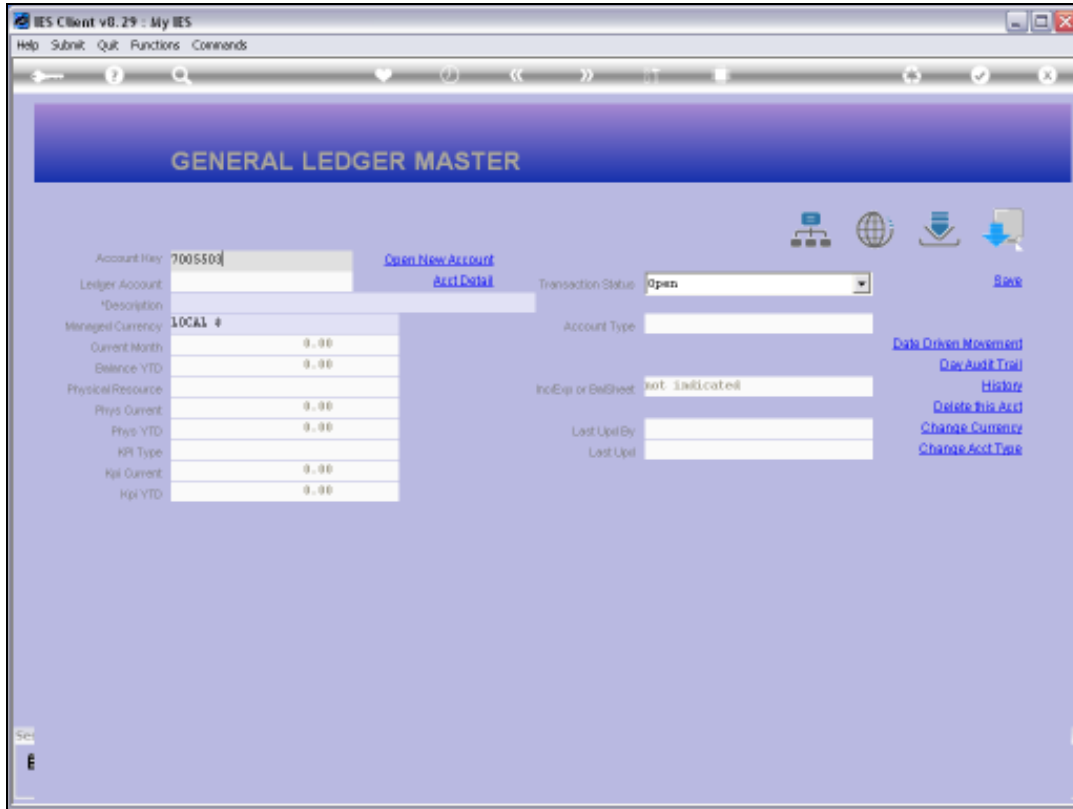 IES Client v8.29 : My IES
Help Submit Quit Functions Commands
GENERAL LEDGER MASTER
Account Key 7005503 Open New Account
Ledger Account Acct Detail Transaction Status Open Save
*Description
Managed Currency LOCAL # Account Type
Current Month 0.00 Date Driven Movement
Balance YTD 0.00 Day Audit Trail
Physical Resource Inc/Exp or BalSheet not indicated History
Phys Current 0.00 Delete this Acct
Phys YTD 0.00 Last Upd By Change Currency
KPI Type Last Upd Change Acct Type
Kpi Current 0.00
Kpi YTD 0.00